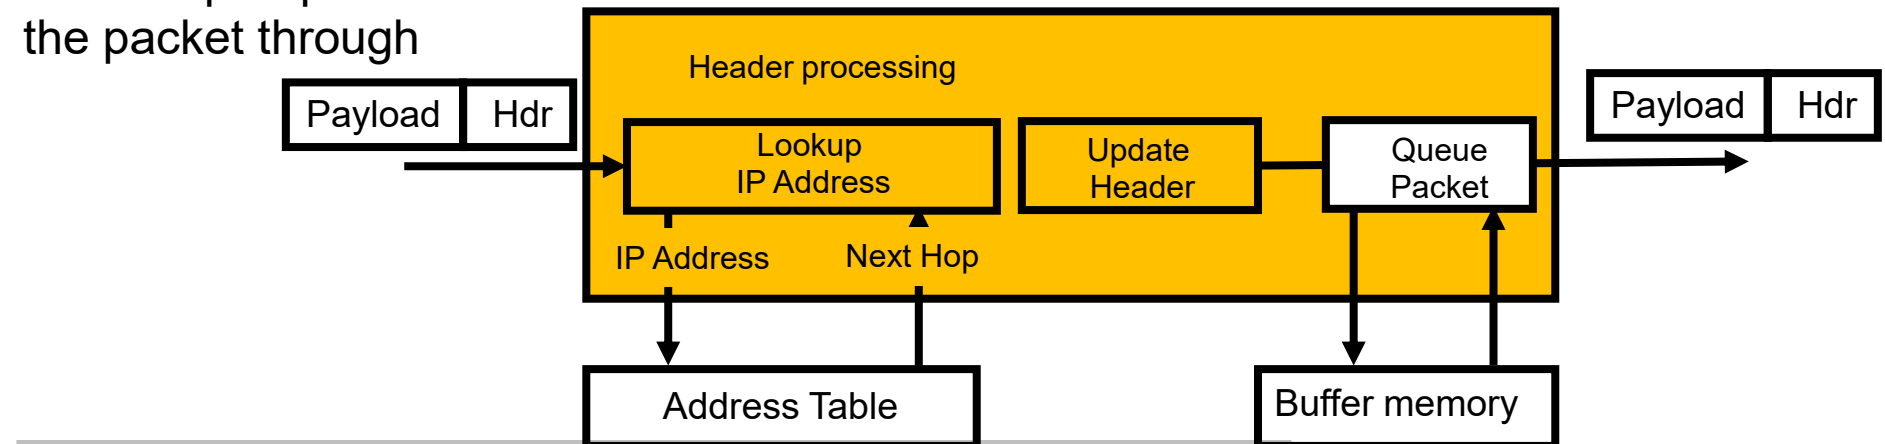 the packet through
Header processing
Payload Hdr
Payload Hdr
Lookup
IP Address
Update
Header
Queue
Packet
IP Address
Next Hop
Address Table
Buffer memory